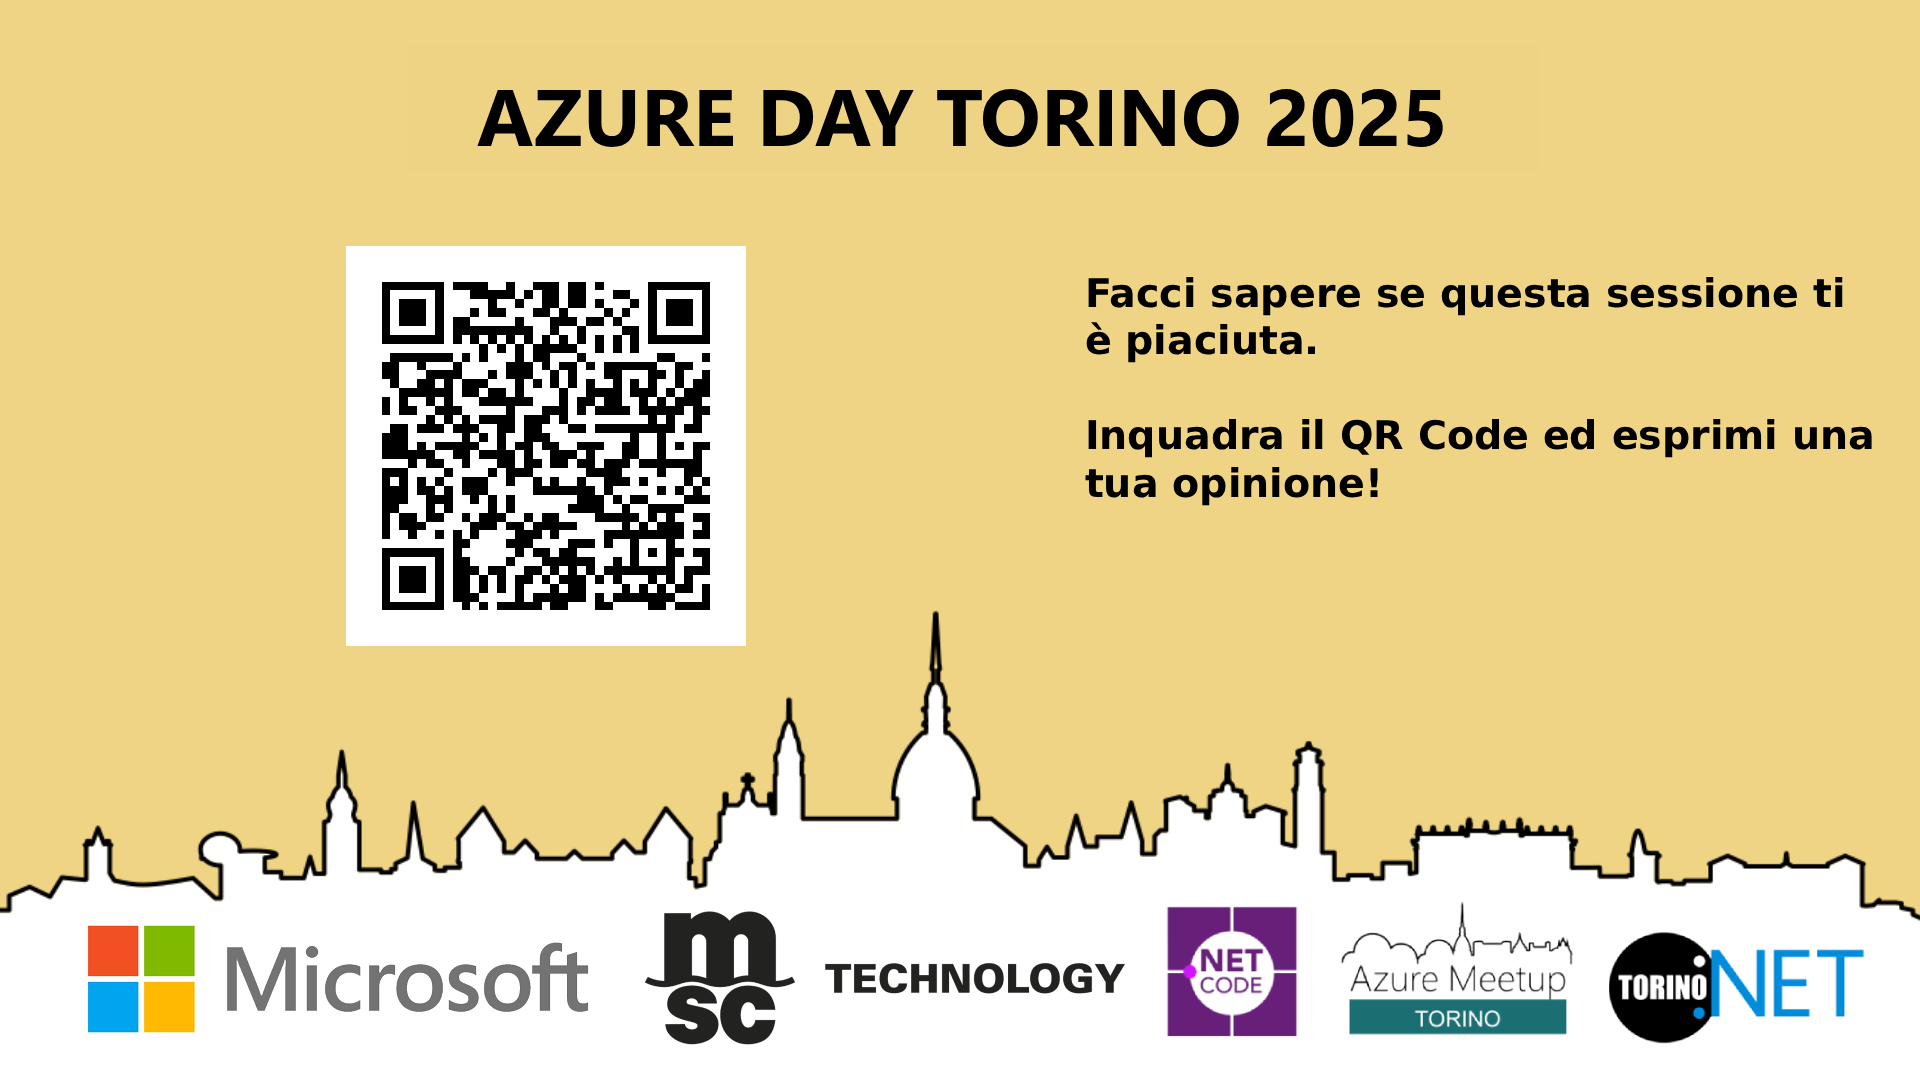 AZURE DAY TORINO 2025
Facci sapere se questa sessione ti
è piaciuta.
Inquadra il QR Code ed esprimi una
tua opinione!
Microsoft
msc
TECHNOLOGY
NET
CODE
Azure Meetup
TORINO
TORINO.NET